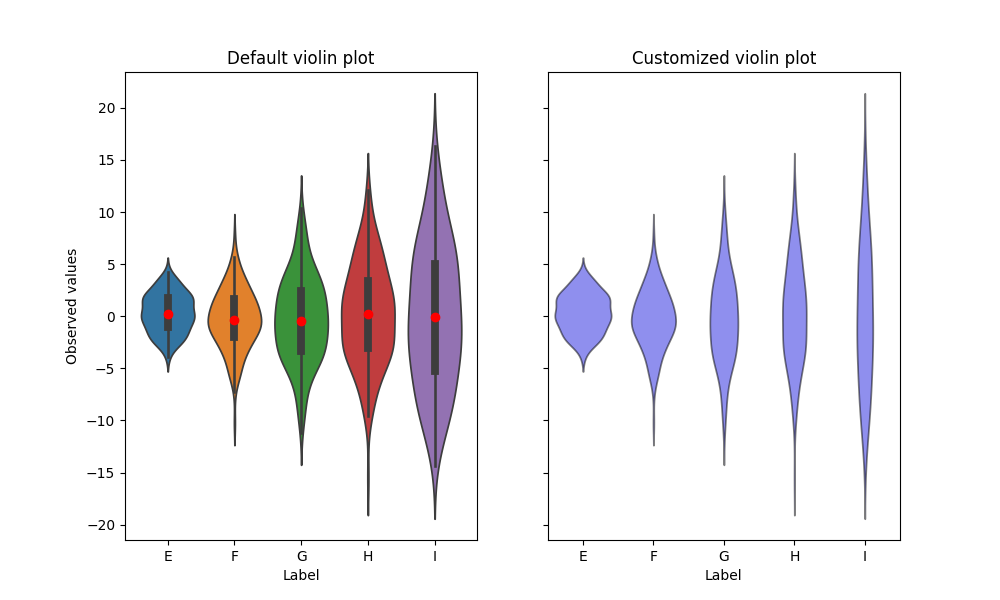 Default violin plot
Customized violin plot
Observed values
20
15
10
5
0
−5
−10
−15
−20
E F G H I
E F G H I
Label
Label